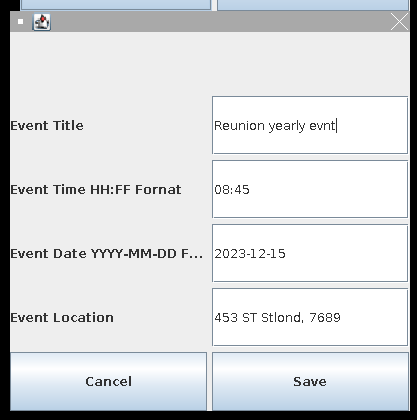 Event Title
Reunion yearly evnt
Event Time HH:FF Fornat
08:45
Event Date YYYY-MM-DD F...
2023-12-15
Event Location
453 ST Stlond, 7689
Cancel
Save